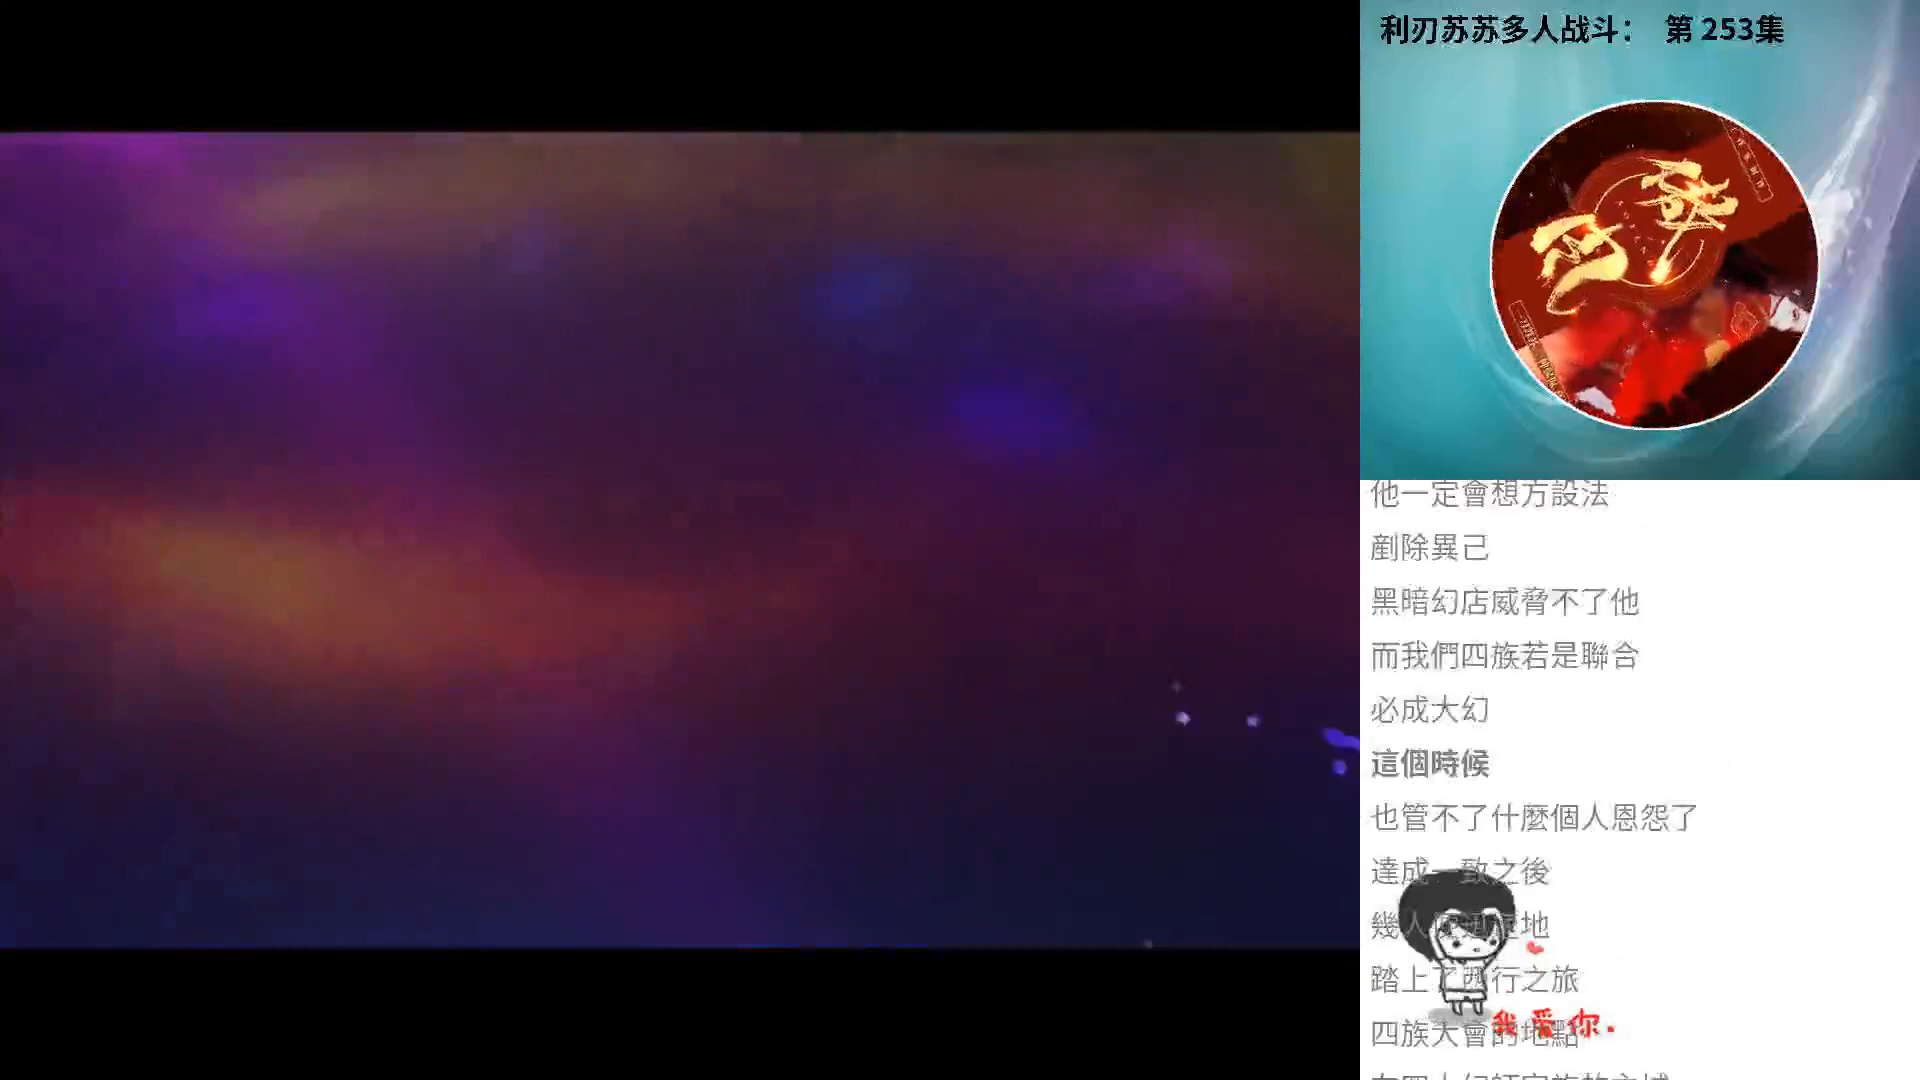 利刃苏苏多人战斗： 第 253集
他一定會想方設法
剷除異己
黑暗幻店威脅不了他
而我們四族若是聯合
必成大幻
這個時候
也管不了什麼個人恩怨了
達成一致之後
幾人 地
踏上了西行之旅
四族大會的地點
我爱你.